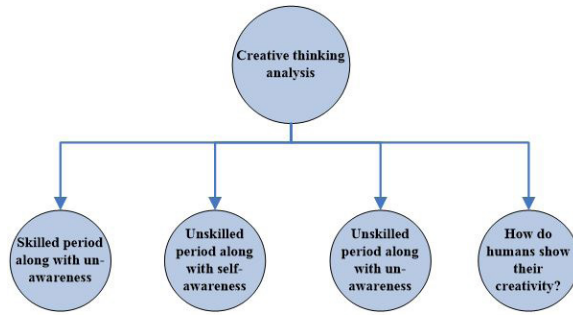 Creative thinking
analysis
Skilled period
along with un-
awareness
Unskilled
period along
with self-
awareness
Unskilled
period along
with un-
awareness
How do
humans show
their
creativity?